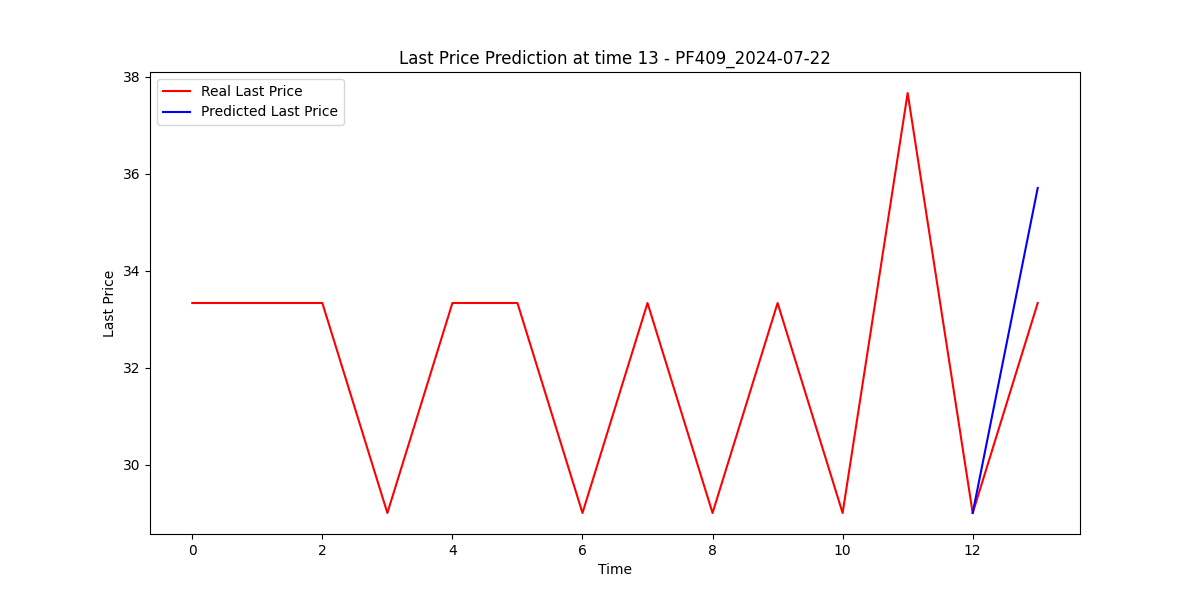 Last Price Prediction at time 13 - PF409_2024-07-22
Real Last Price
Predicted Last Price
Last Price
38
36
34
32
30
0 2 4 6 8 10 12
Time